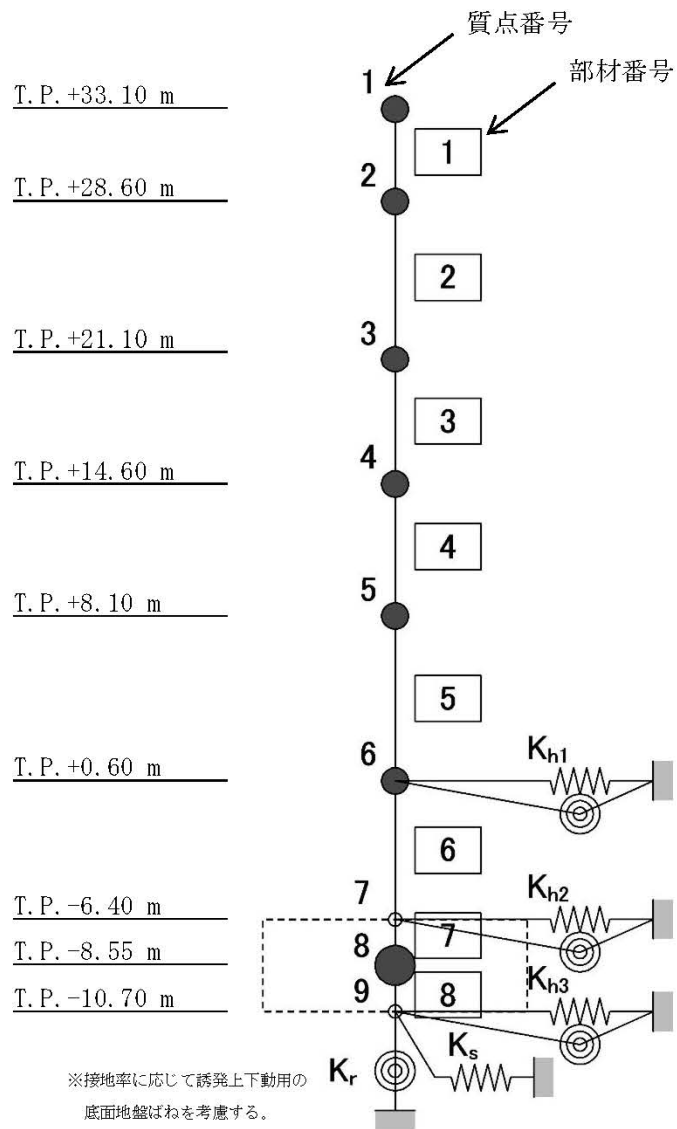 質点番号
部材番号
1
T.P.+33.10 m
1
2
T.P.+28.60 m
2
3
T.P.+21.10 m
3
4
T.P.+14.60 m
4
5
T.P.+8.10 m
5
6
Kh1
T.P.+0.60 m
6
7
Kh2
T.P.-6.40 m
7
8
T.P.-8.55 m
9
8
Kh3
T.P.-10.70 m
Ks
Kr
※接地率に応じて誘発上下動用の
底面地盤ばねを考慮する。